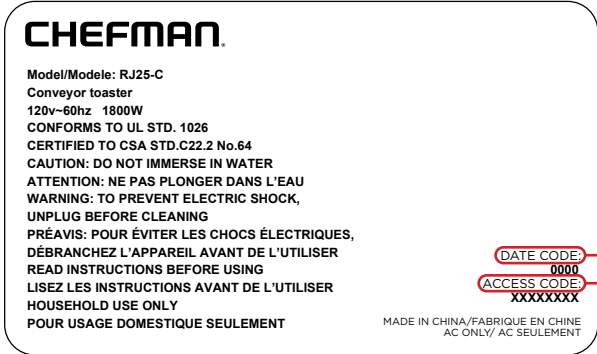 CHEFMAN.
Model/Modele: RJ25-C
Conveyor toaster
120v~60hz 1800W
CONFORMS TO UL STD. 1026
CERTIFIED TO CSA STD.C22.2 No.64
CAUTION: DO NOT IMMERSE IN WATER
ATTENTION: NE PAS PLONGER DANS L'EAU
WARNING: TO PREVENT ELECTRIC SHOCK,
UNPLUG BEFORE CLEANING
PRÉAVIS: POUR ÉVITER LES CHOCS ÉLECTRIQUES,
DÉBRANCHEZ L'APPAREIL AVANT DE L'UTILISER
READ INSTRUCTIONS BEFORE USING
LISEZ LES INSTRUCTIONS AVANT DE L'UTILISER
HOUSEHOLD USE ONLY
POUR USAGE DOMESTIQUE SEULEMENT
DATE CODE:
0000
ACCESS CODE:
XXXXXXXX
MADE IN CHINA/FABRIQUE EN CHINE
AC ONLY/ AC SEULEMENT